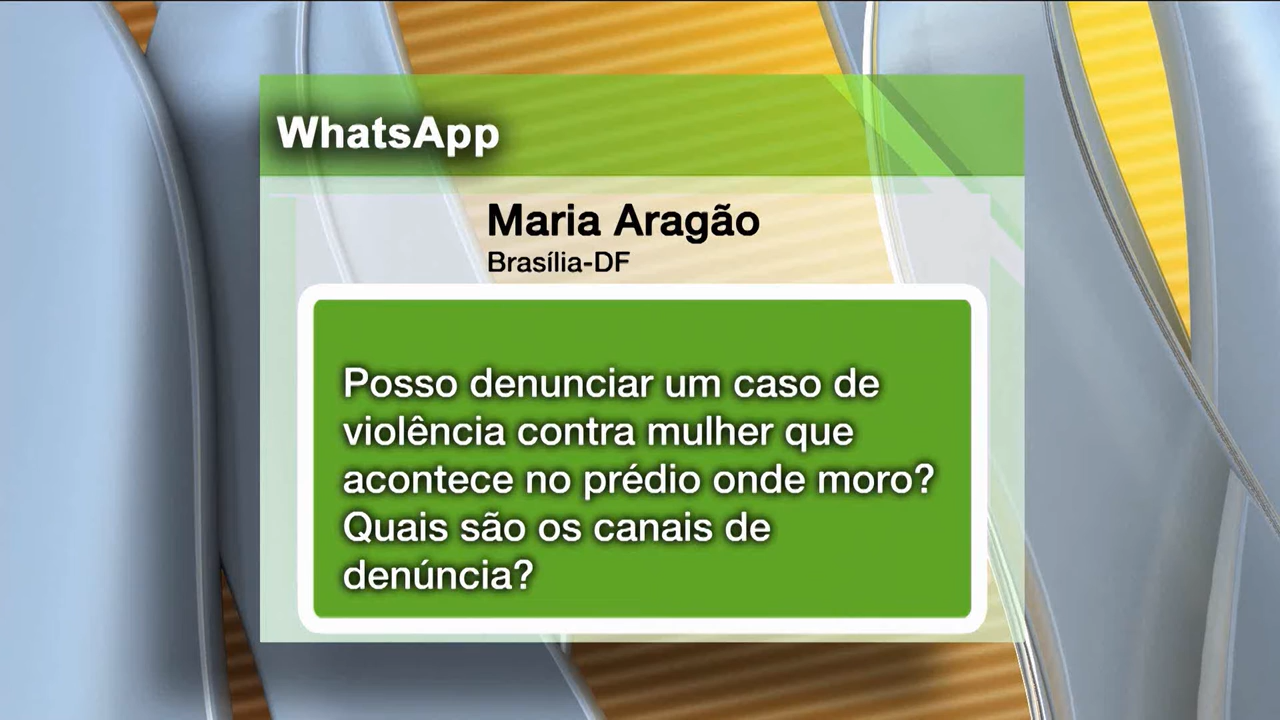 WhatsApp
Maria Aragão
Brasília-DF
Posso denunciar um caso de
violência contra mulher que
acontece no prédio onde moro?
Quais são os canais de
denúncia?